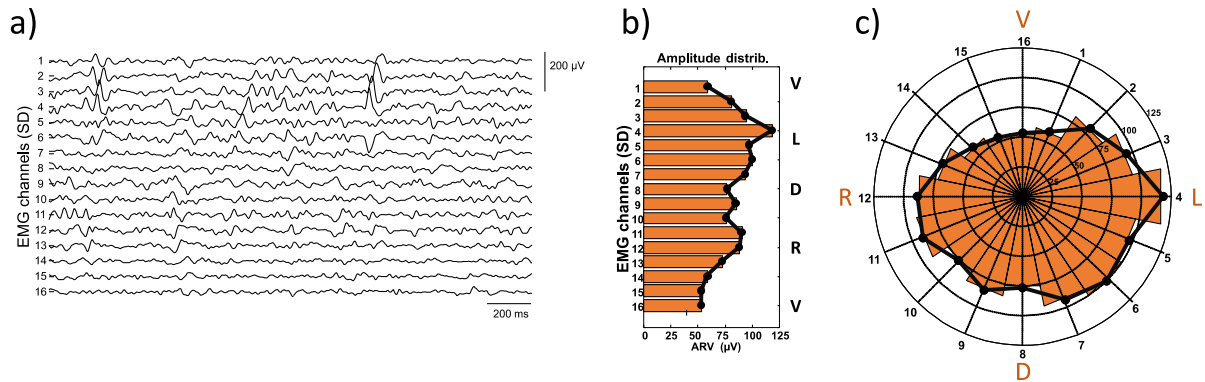 a)
EMG channels (SD)
1
2
3
4
5
6
7
8
9
10
11
12
13
14
15
16
200 µV
200 ms
b)
Amplitude distrib.
EMG channels (SD)
1
2
3
4
5
6
7
8
9
10
11
12
13
14
15
16
V
L
D
R
V
0 25 50 75 100 125
ARV (µV)
c)
V
16
15 1
14 2
13 3
R 12 4 L
11 5
10 6
9 7
8
D
25
50
75
100
125